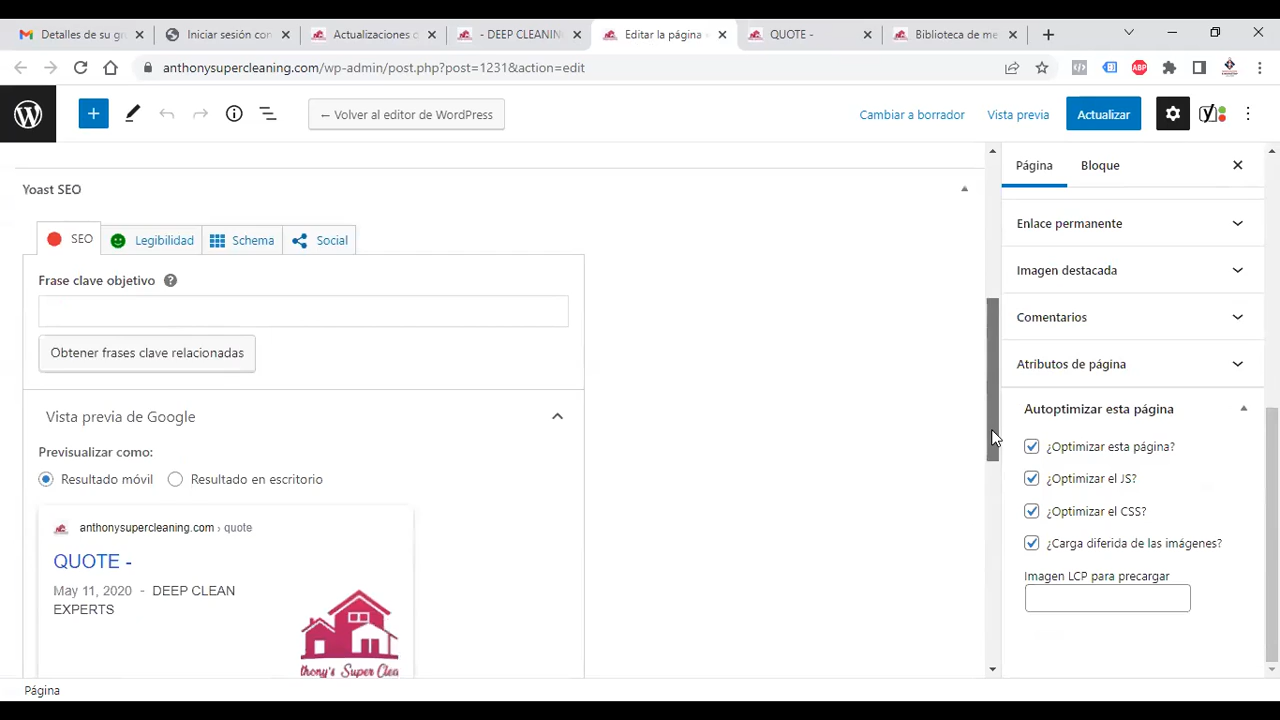 Detalles de su gr
Iniciar sesión con
Actualizaciones
- DEEP CLEANIN
Editar la página
QUOTE -
Biblioteca de me
anthonysupercleaning.com/wp-admin/post.php?post=1231&action=edit
ABP
← Volver al editor de WordPress
Cambiar a borrador
Vista previa
Actualizar
Yoast SEO
Página
Bloque
SEO
Legibilidad
Schema
Social
Enlace permanente
Frase clave objetivo
Imagen destacada
Comentarios
Obtener frases clave relacionadas
Atributos de página
Vista previa de Google
Autoptimizar esta página
Previsualizar como:
¿Optimizar esta página?
Resultado móvil
Resultado en escritorio
¿Optimizar el JS?
¿Optimizar el CSS?
anthonysupercleaning.com › quote
¿Carga diferida de las imágenes?
QUOTE -
Imagen LCP para precargar
May 11, 2020 - DEEP CLEAN
EXPERTS
thony's Super Clea
Página